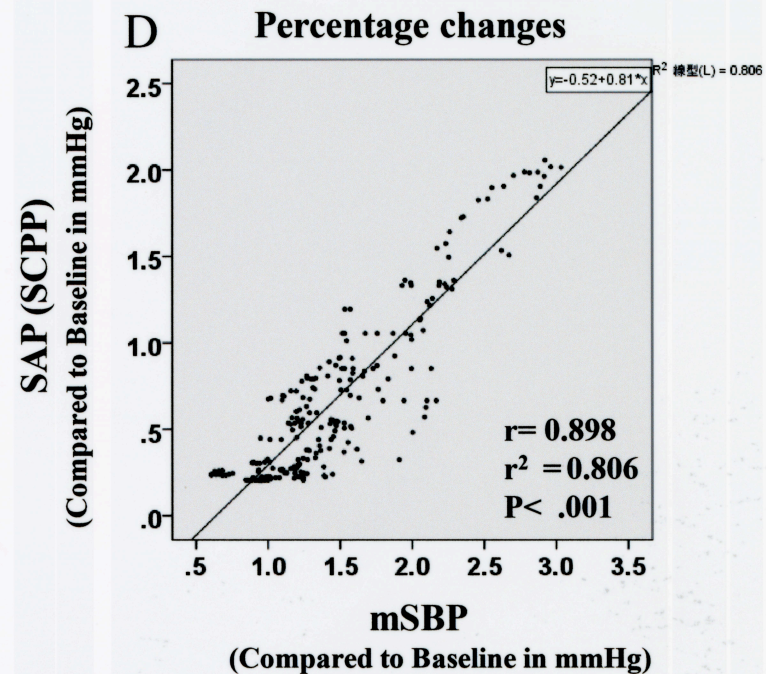 D Percentage changes
y=-0.52+0.81*x
R² 線型(L) = 0.806
SAP (SCPP)
(Compared to Baseline in mmHg)
2.5
2.0
1.5
1.0
.5
.0
r= 0.898
r² =0.806
P< .001
.5 1.0 1.5 2.0 2.5 3.0 3.5
mSBP
(Compared to Baseline in mmHg)